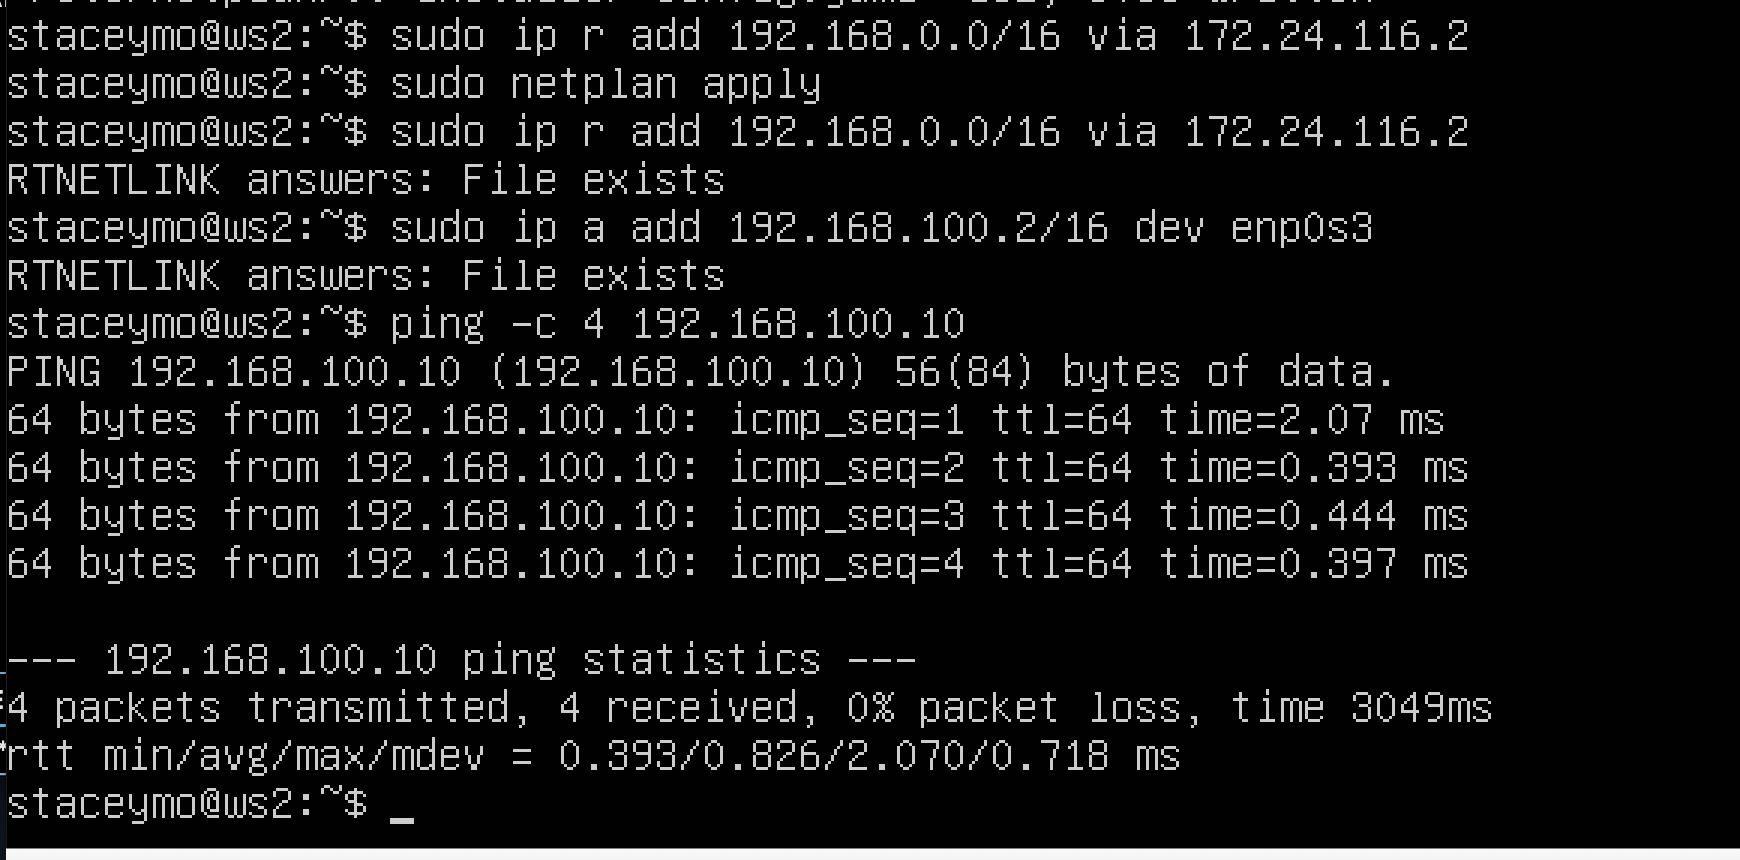 staceymo@ws2:~$ sudo ip r add 192.168.0.0/16 via 172.24.116.2
staceymo@ws2:~$ sudo netplan apply
staceymo@ws2:~$ sudo ip r add 192.168.0.0/16 via 172.24.116.2
RTNETLINK answers: File exists
staceymo@ws2:~$ sudo ip a add 192.168.100.2/16 dev enp0s3
RTNETLINK answers: File exists
staceymo@ws2:~$ ping -c 4 192.168.100.10
PING 192.168.100.10 (192.168.100.10) 56(84) bytes of data.
64 bytes from 192.168.100.10: icmp_seq=1 ttl=64 time=2.07 ms
64 bytes from 192.168.100.10: icmp_seq=2 ttl=64 time=0.393 ms
64 bytes from 192.168.100.10: icmp_seq=3 ttl=64 time=0.444 ms
64 bytes from 192.168.100.10: icmp_seq=4 ttl=64 time=0.397 ms
--- 192.168.100.10 ping statistics ---
4 packets transmitted, 4 received, 0% packet loss, time 3049ms
rtt min/avg/max/mdev = 0.393/0.826/2.070/0.718 ms
staceymo@ws2:~$ _